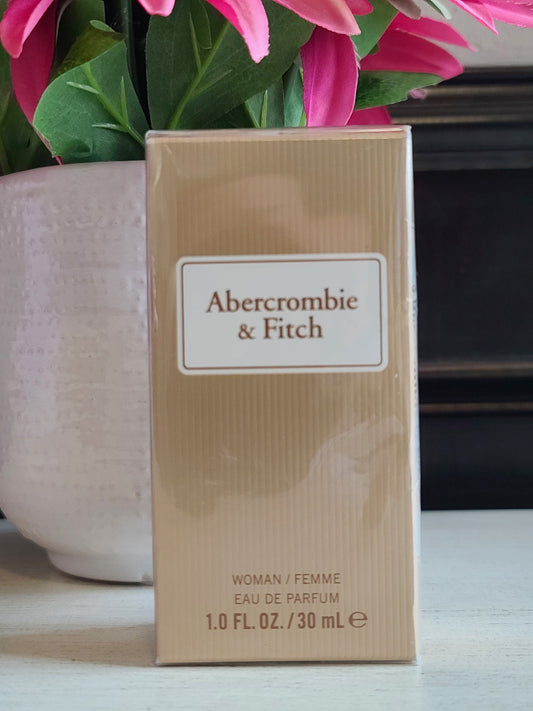 Abercrombie
& Fitch
WOMAN / FEMME
EAU DE PARFUM
1.0 FL. OZ. / 30 mL ℮